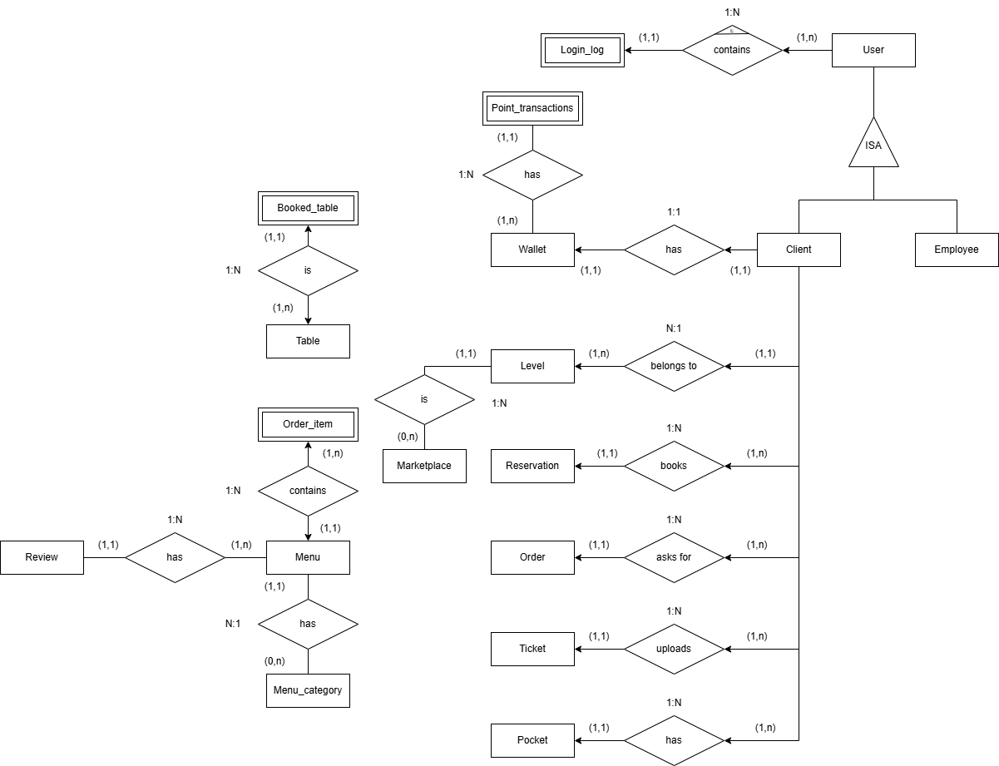 1:N
Login_log
(1,1)
E
contains
(1,n)
User
Point_transactions
(1,1)
ISA
1:N
has
(1,n)
Booked_table
(1,1)
1:N
is
(1,n)
Table
1:1
Wallet
(1,1)
has
(1,1)
Client
Employee
N:1
(1,1)
Level
(1,n)
belongs to
(1,1)
is
1:N
(0,n)
Marketplace
Order_item
(1,n)
1:N
contains
(1,1)
1:N
Reservation
(1,1)
books
(1,n)
1:N
Review
(1,1)
has
(1,n)
Menu
1:N
Order
(1,1)
asks for
(1,n)
(1,1)
N:1
has
(0,n)
Menu_category
1:N
Ticket
(1,1)
uploads
(1,n)
1:N
Pocket
(1,1)
has
(1,n)